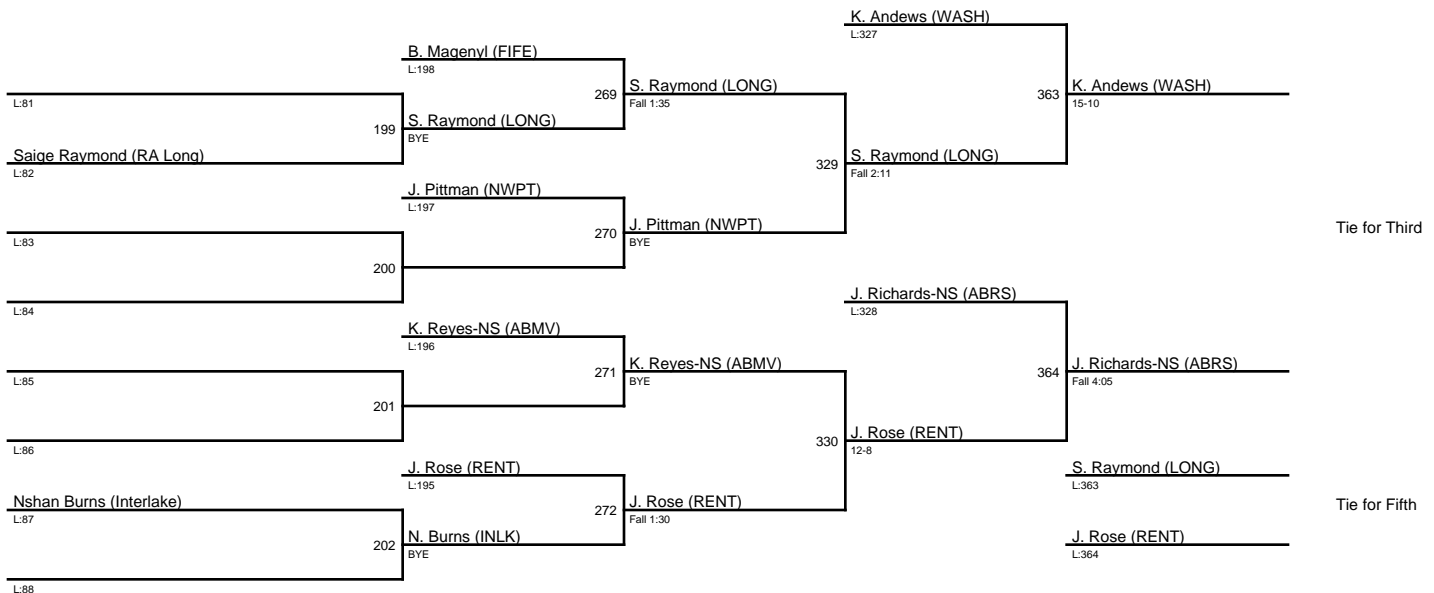 K. Andews (WASH)
L:327
B. Magenyl (FIFE)
L:198
269
S. Raymond (LONG)
Fall 1:35
363
K. Andews (WASH)
15-10
L:81
199
S. Raymond (LONG)
BYE
Saige Raymond (RA Long)
L:82
329
S. Raymond (LONG)
Fall 2:11
J. Pittman (NWPT)
L:197
270
J. Pittman (NWPT)
BYE
L:83
Tie for Third
200
L:84
J. Richards-NS (ABRS)
L:328
K. Reyes-NS (ABMV)
L:196
271
K. Reyes-NS (ABMV)
BYE
364
J. Richards-NS (ABRS)
Fall 4:05
L:85
201
L:86
330
J. Rose (RENT)
12-8
J. Rose (RENT)
L:195
S. Raymond (LONG)
L:363
Nshan Burns (Interlake)
L:87
272
J. Rose (RENT)
Fall 1:30
Tie for Fifth
202
N. Burns (INLK)
BYE
J. Rose (RENT)
L:364
L:88